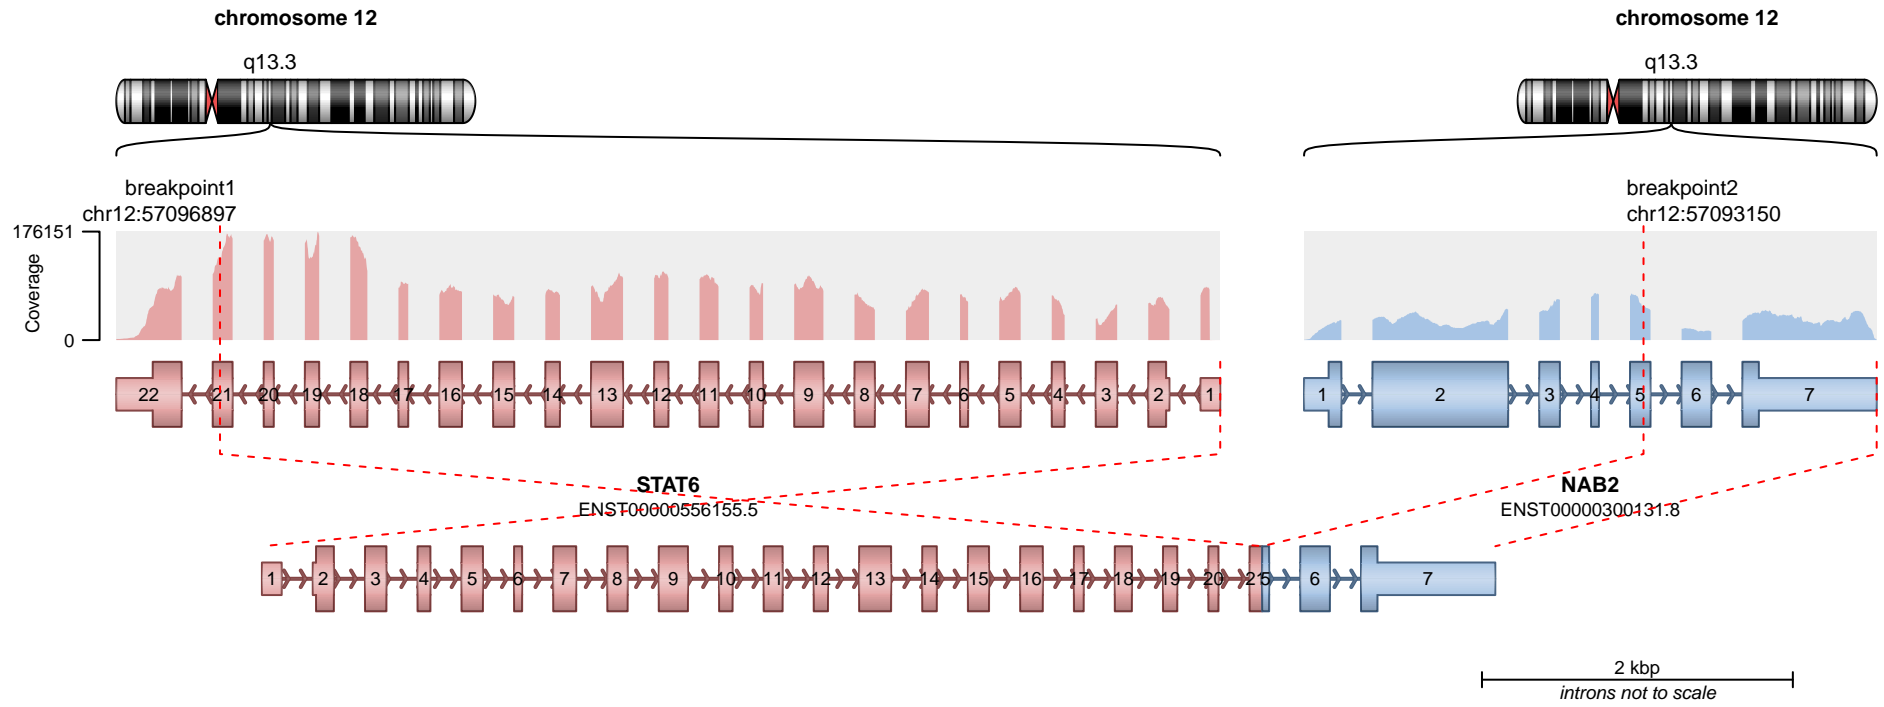 chromosome 12
chromosome 12
q13.3
q13.3
breakpoint1
chr12:57096897
breakpoint2
chr12:57093150
176151
Coverage
0
22 21 20 19 18 17 16 15 14 13 12 11 10 9 8 7 6 5 4 3 2 1
1 2 3 4 5 6 7
STAT6
ENST00000556155.5
NAB2
ENST00000300131.8
1 2 3 4 5 6 7 8 9 10 11 12 13 14 15 16 17 18 19 20 21 5 6 7
2 kbp
introns not to scale